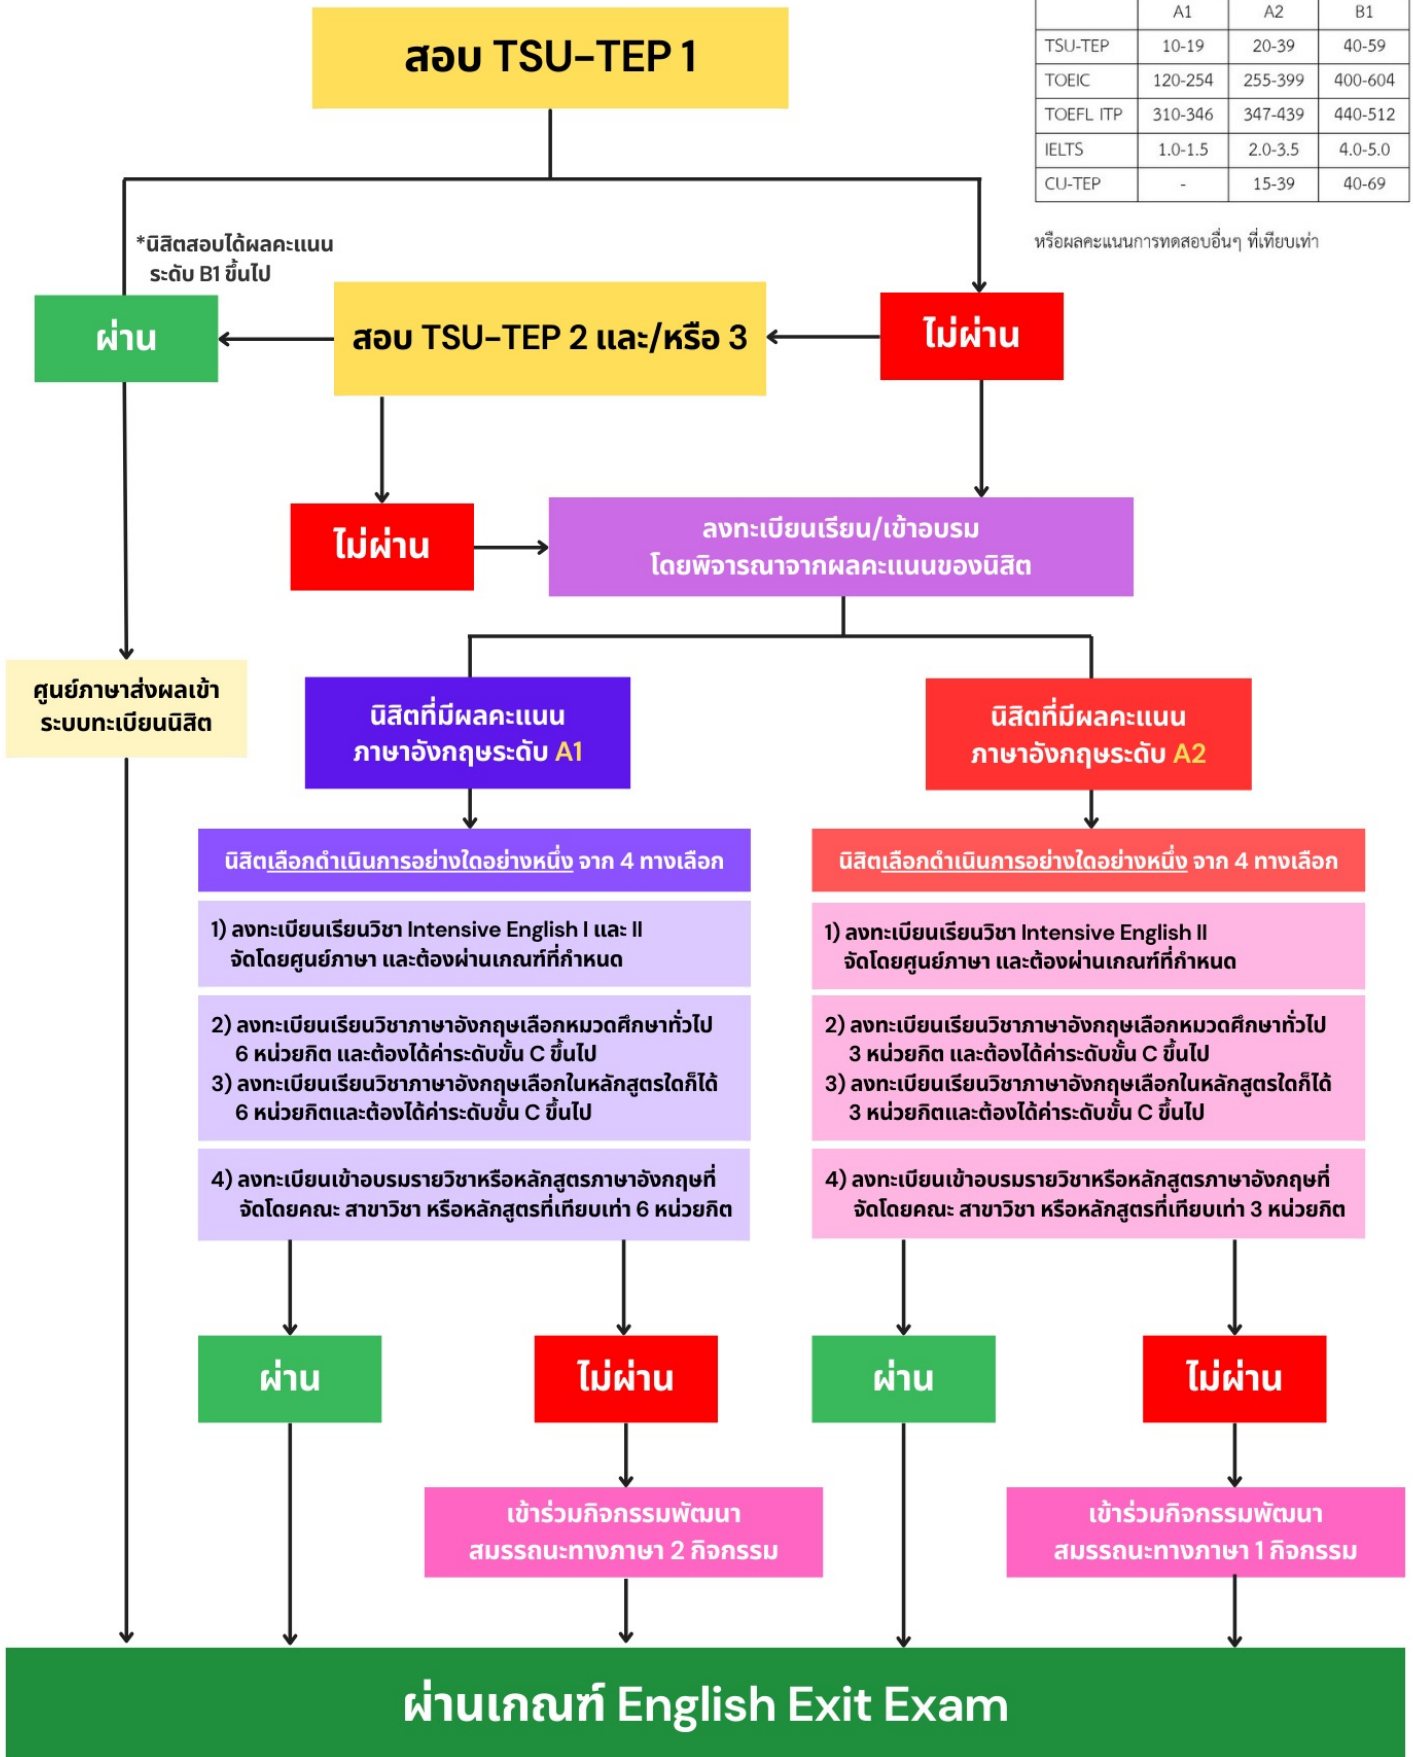 สอบ TSU-TEP 1
A1 A2 B1
TSU-TEP 10-19 20-39 40-59
TOEIC 120-254 255-399 400-604
TOEFL ITP 310-346 347-439 440-512
IELTS 1.0-1.5 2.0-3.5 4.0-5.0
CU-TEP - 15-39 40-69
หรือผลคะแนนการทดสอบอื่นๆ ที่เทียบเท่า
*นิสิตสอบได้ผลคะแนน
ระดับ B1 ขึ้นไป
ผ่าน
สอบ TSU-TEP 2 และ/หรือ 3
ไม่ผ่าน
ไม่ผ่าน
ลงทะเบียนเรียน/เข้าอบรม
โดยพิจารณาจากผลคะแนนของนิสิต
ศูนย์ภาษาส่งผลเข้า
ระบบทะเบียนนิสิต
นิสิตที่มีผลคะแนน
ภาษาอังกฤษระดับ A1
นิสิตที่มีผลคะแนน
ภาษาอังกฤษระดับ A2
นิสิตเลือกดำเนินการอย่างใดอย่างหนึ่ง จาก 4 ทางเลือก
1) ลงทะเบียนเรียนวิชา Intensive English I และ II
จัดโดยศูนย์ภาษา และต้องผ่านเกณฑ์ที่กำหนด
2) ลงทะเบียนเรียนวิชาภาษาอังกฤษเลือกหมวดศึกษาทั่วไป
6 หน่วยกิต และต้องได้ค่าระดับขั้น C ขึ้นไป
3) ลงทะเบียนเรียนวิชาภาษาอังกฤษเลือกในหลักสูตรใดก็ได้
6 หน่วยกิตและต้องได้ค่าระดับขั้น C ขึ้นไป
4) ลงทะเบียนเข้าอบรมรายวิชาหรือหลักสูตรภาษาอังกฤษที่
จัดโดยคณะ สาขาวิชา หรือหลักสูตรที่เทียบเท่า 6 หน่วยกิต
นิสิตเลือกดำเนินการอย่างใดอย่างหนึ่ง จาก 4 ทางเลือก
1) ลงทะเบียนเรียนวิชา Intensive English II
จัดโดยศูนย์ภาษา และต้องผ่านเกณฑ์ที่กำหนด
2) ลงทะเบียนเรียนวิชาภาษาอังกฤษเลือกหมวดศึกษาทั่วไป
3 หน่วยกิต และต้องได้ค่าระดับขั้น C ขึ้นไป
3) ลงทะเบียนเรียนวิชาภาษาอังกฤษเลือกในหลักสูตรใดก็ได้
3 หน่วยกิตและต้องได้ค่าระดับขั้น C ขึ้นไป
4) ลงทะเบียนเข้าอบรมรายวิชาหรือหลักสูตรภาษาอังกฤษที่
จัดโดยคณะ สาขาวิชา หรือหลักสูตรที่เทียบเท่า 3 หน่วยกิต
ผ่าน
ไม่ผ่าน
ผ่าน
ไม่ผ่าน
เข้าร่วมกิจกรรมพัฒนา
สมรรถนะทางภาษา 2 กิจกรรม
เข้าร่วมกิจกรรมพัฒนา
สมรรถนะทางภาษา 1 กิจกรรม
ผ่านเกณฑ์ English Exit Exam